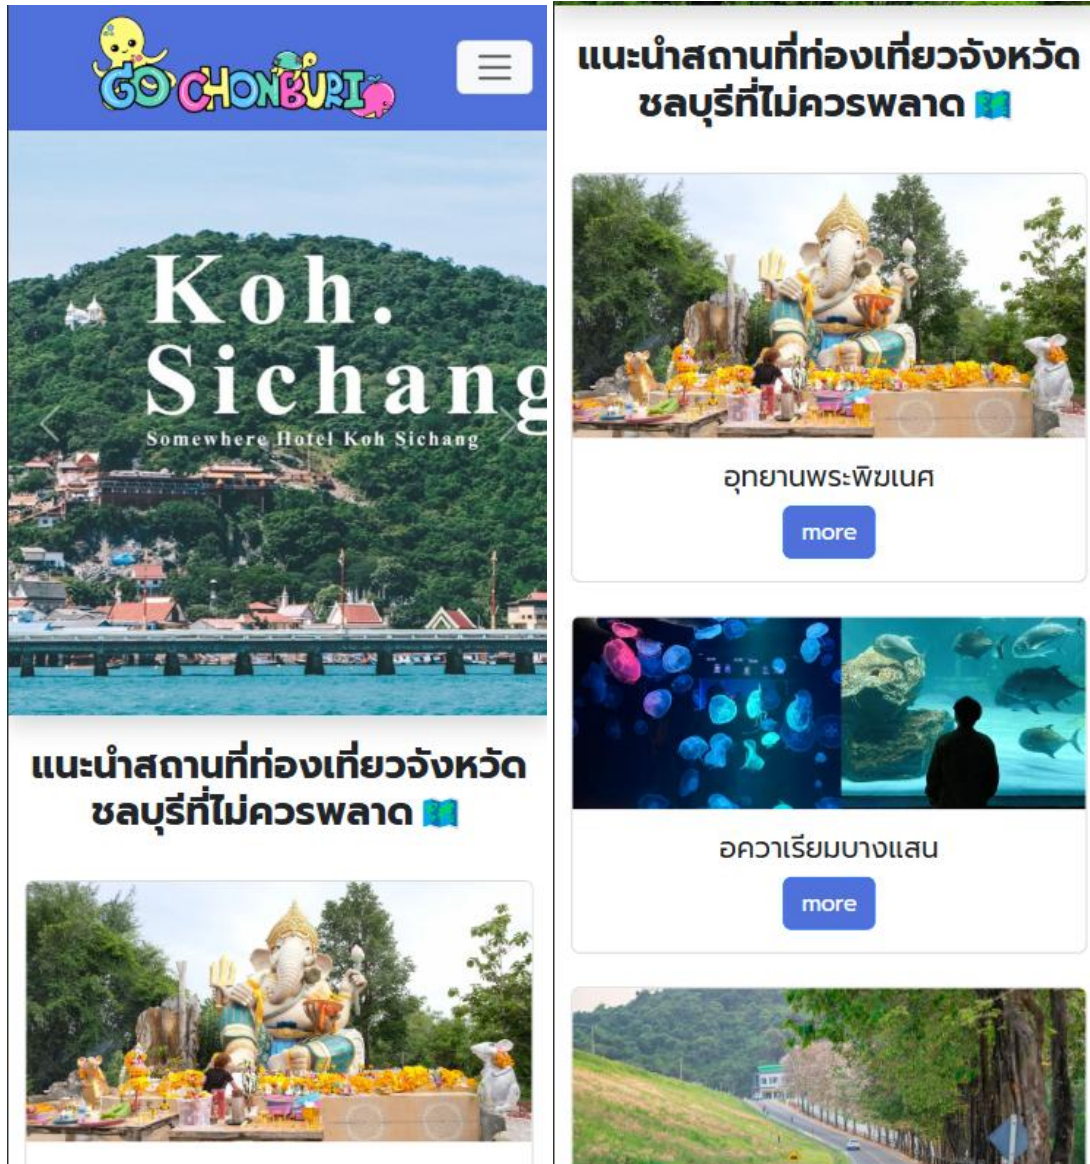 GO CHONBURI
Koh.
Sichang
Somewhere Hotel Koh Sichang
แนะนำสถานที่ท่องเที่ยวจังหวัด
ชลบุรีที่ไม่ควรพลาด
แนะนำสถานที่ท่องเที่ยวจังหวัด
ชลบุรีที่ไม่ควรพลาด
อุทยานพระพิฆเนศ
more
อควาเรียมบางแสน
more